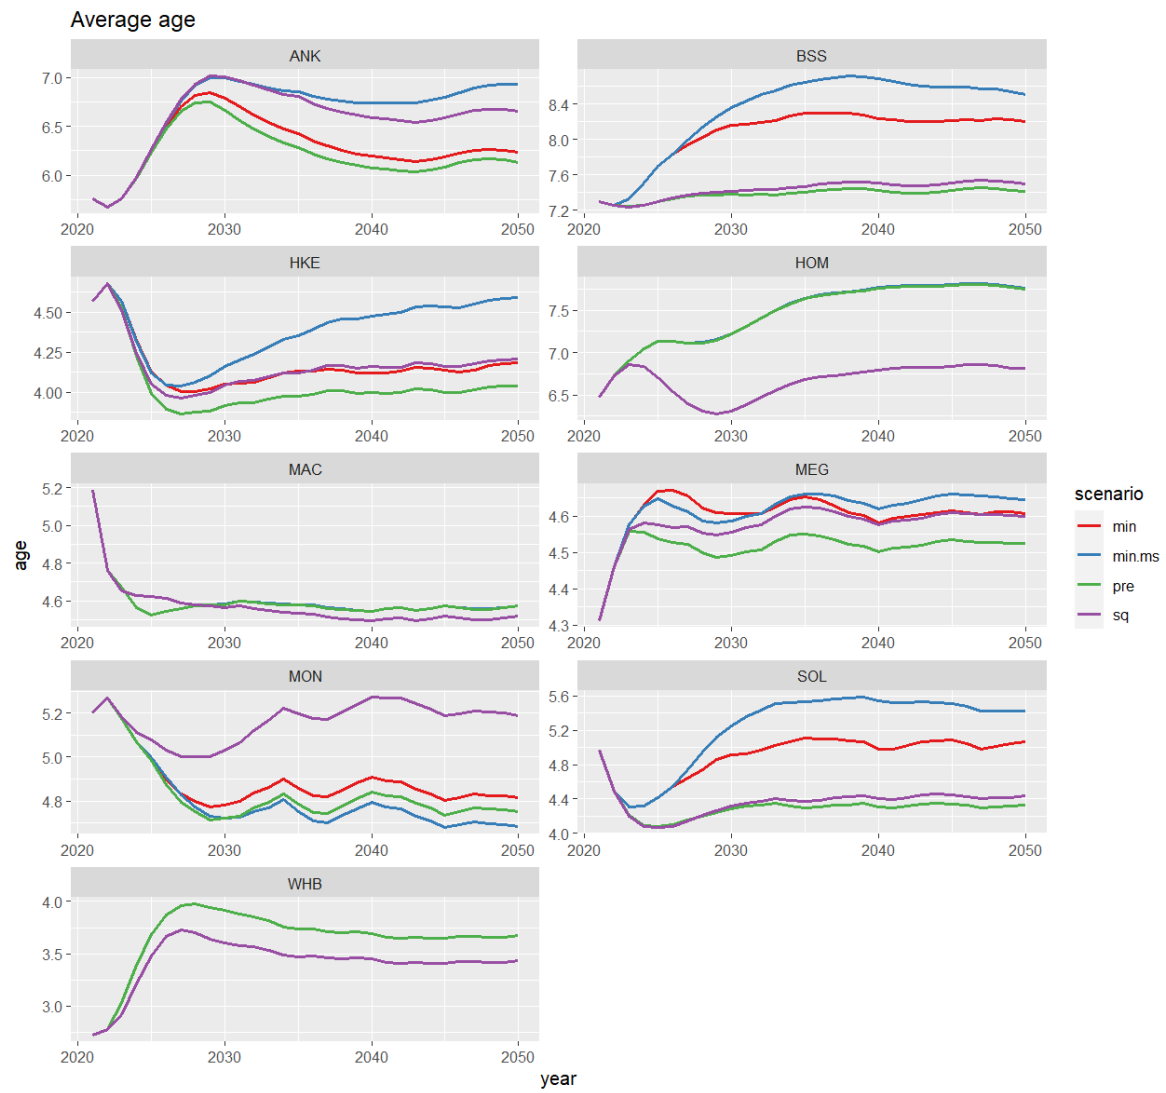 Average age
ANK
BSS
7.0
6.5
6.0
8.4
8.0
7.6
7.2
2020 2030 2040 2050
2020 2030 2040 2050
HKE
HOM
4.50
4.25
4.00
7.5
7.0
6.5
2020 2030 2040 2050
2020 2030 2040 2050
MAC
MEG
5.2
5.0
4.8
4.6
4.6
4.5
4.4
4.3
2020 2030 2040 2050
2020 2030 2040 2050
MON
SOL
5.2
5.0
4.8
5.6
5.2
4.8
4.4
4.0
2020 2030 2040 2050
2020 2030 2040 2050
WHB
4.0
3.5
3.0
2020 2030 2040 2050
age
year
scenario
min
min.ms
pre
sq